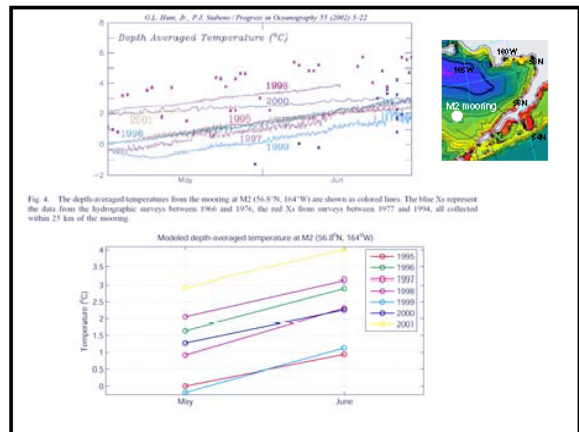 G.L. Hunt, Jr., P.J. Stabeno / Progress in Oceanography 55 (2002) 5-22
Depth Averaged Temperature (°C)
8
6
4
2
0
-2
1998
2000
2001
1996
1995
1997
1999
May
Jun
160W
165W
58N
56N
54N
M2 mooring
Fig. 4. The depth-averaged temperatures from the mooring at M2 (56.8°N, 164°W) are shown as colored lines. The blue Xs represent
the data from the hydrographic surveys between 1966 and 1976, the red Xs from surveys between 1977 and 1994, all collected
within 25 km of the mooring.
Modeled depth-averaged temperature at M2 (56.8°N, 164°W)
Temperature (°C)
4
3.5
3
2.5
2
1.5
1
0.5
0
May
June
1995
1996
1997
1998
1999
2000
2001